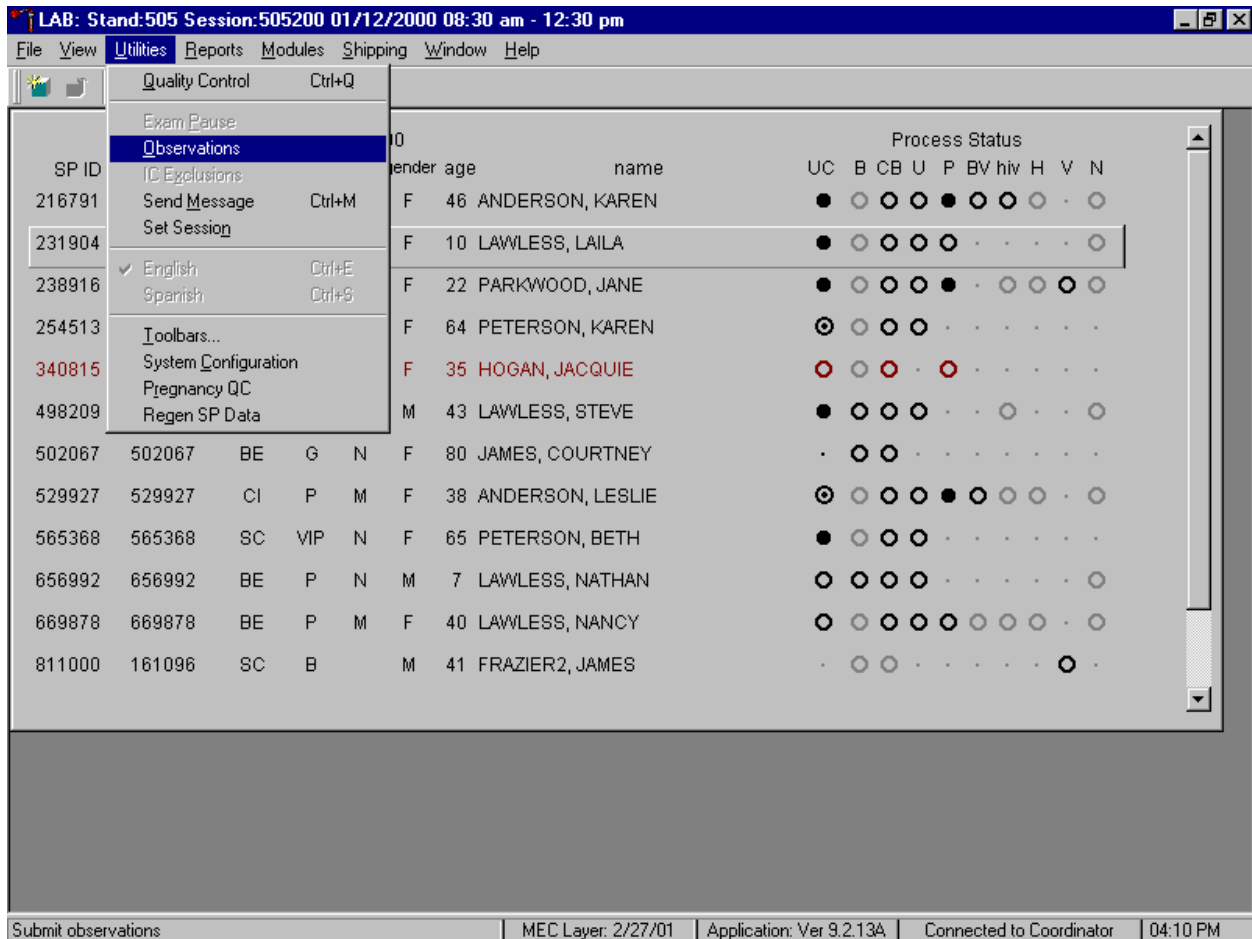 LAB: Stand:505 Session:505200 01/12/2000 08:30 am - 12:30 pm
File View Utilities Reports Modules Shipping Window Help
Quality Control Ctrl+Q
Exam Pause
Observations
IC Exclusions
Send Message Ctrl+M
Set Session
English Ctrl+E
Spanish Ctrl+S
Toolbars...
System Configuration
Pregnancy QC
Regen SP Data
Process Status
SP ID age name UC B CB U P BV hiv H V N
216791 F 46 ANDERSON, KAREN
231904 F 10 LAWLESS, LAILA
238916 F 22 PARKWOOD, JANE
254513 F 64 PETERSON, KAREN
340815 F 35 HOGAN, JACQUIE
498209 M 43 LAWLESS, STEVE
502067 502067 BE G N F 80 JAMES, COURTNEY
529927 529927 CI P M F 38 ANDERSON, LESLIE
565368 565368 SC VIP N F 65 PETERSON, BETH
656992 656992 BE P N M 7 LAWLESS, NATHAN
669878 669878 BE P M F 40 LAWLESS, NANCY
811000 161096 SC B M 41 FRAZIER2, JAMES
Submit observations MEC Layer: 2/27/01 Application: Ver 9.2.13A Connected to Coordinator 04:10 PM